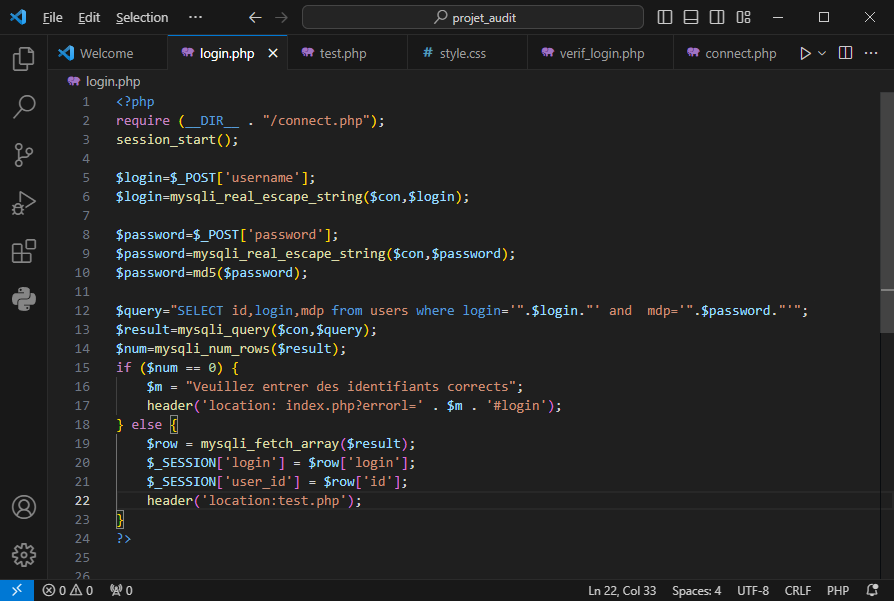 File Edit Selection ··· projet_audit
Welcome login.php test.php # style.css verif_login.php connect.php ···
login.php
1 <?php
2 require (__DIR__ . "/connect.php");
3 session_start();
4
5 $login=$_POST['username'];
6 $login=mysqli_real_escape_string($con,$login);
7
8 $password=$_POST['password'];
9 $password=mysqli_real_escape_string($con,$password);
10 $password=md5($password);
11
12 $query="SELECT id,login,mdp from users where login='".$login."' and  mdp='".$password."'";
13 $result=mysqli_query($con,$query);
14 $num=mysqli_num_rows($result);
15 if ($num == 0) {
16     $m = "Veuillez entrer des identifiants corrects";
17     header('location: index.php?errorl=' . $m . '#login');
18 } else {
19     $row = mysqli_fetch_array($result);
20     $_SESSION['login'] = $row['login'];
21     $_SESSION['user_id'] = $row['id'];
22     header('location:test.php');
23 }
24 ?>
25
26
0 0 0 Ln 22, Col 33 Spaces: 4 UTF-8 CRLF PHP